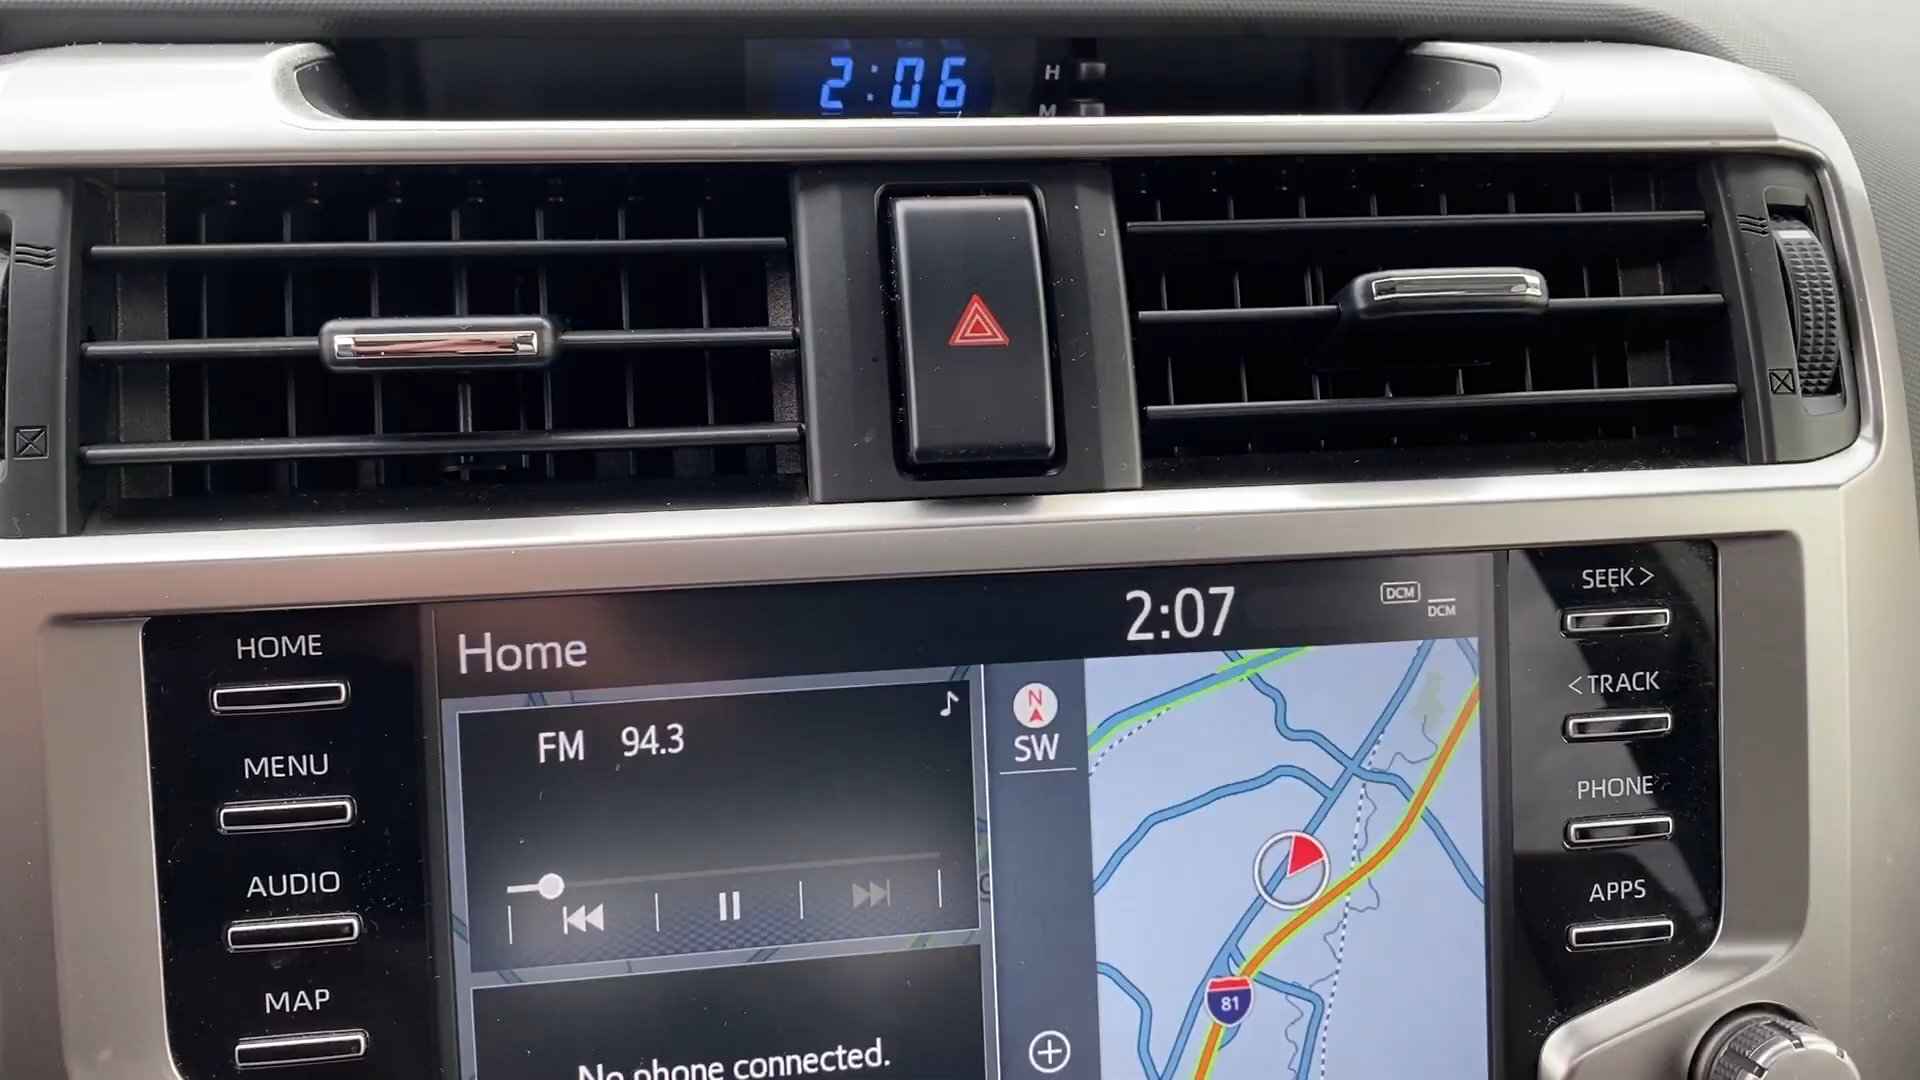 2:06
H
M
HOME
MENU
AUDIO
MAP
Home
2:07
DCM
DCM
FM 94.3
No phone connected.
N
SW
81
SEEK >
< TRACK
PHONE
APPS